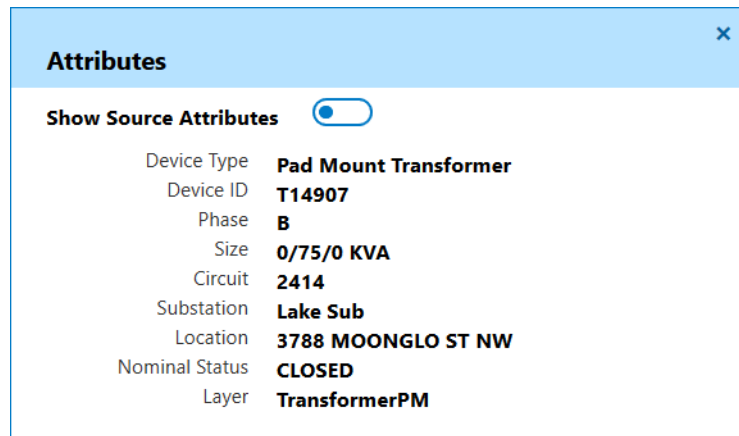 Attributes
Show Source Attributes
Device Type Pad Mount Transformer
Device ID T14907
Phase B
Size 0/75/0 KVA
Circuit 2414
Substation Lake Sub
Location 3788 MOONGLO ST NW
Nominal Status CLOSED
Layer TransformerPM